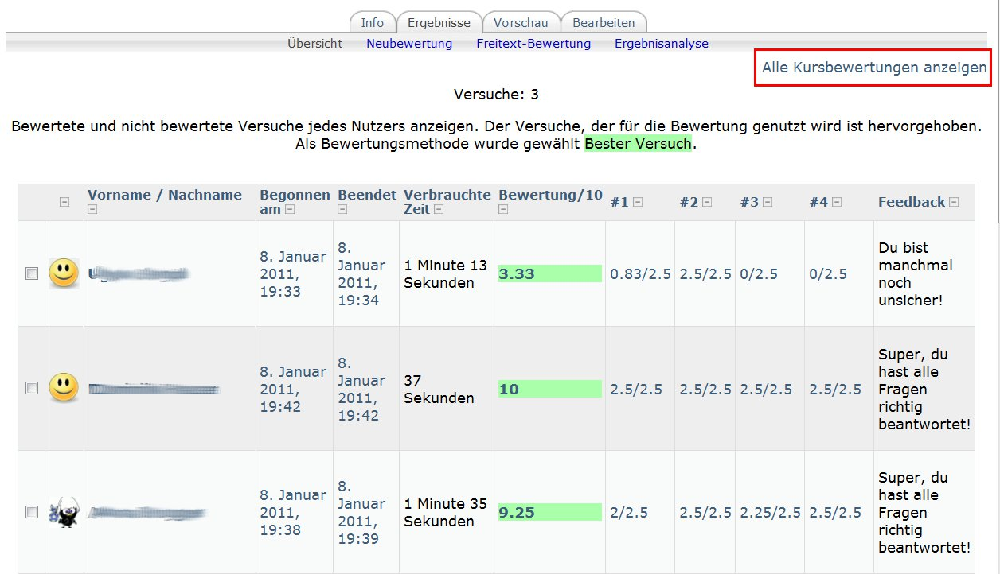 Info Ergebnisse Vorschau Bearbeiten
Übersicht Neubewertung Freitext-Bewertung Ergebnisanalyse
Alle Kursbewertungen anzeigen
Versuche: 3
Bewertete und nicht bewertete Versuche jedes Nutzers anzeigen. Der Versuche, der für die Bewertung genutzt wird ist hervorgehoben.
Als Bewertungsmethode wurde gewählt Bester Versuch.
Vorname / Nachname
Begonnen
am
Beendet
Verbrauchte
Zeit
Bewertung/10
#1
#2
#3
#4
Feedback
8. Januar
2011,
19:33
8.
Januar
2011,
19:34
1 Minute 13
Sekunden
3.33
0.83/2.5
2.5/2.5
0/2.5
0/2.5
Du bist
manchmal
noch
unsicher!
8. Januar
2011,
19:42
8.
Januar
2011,
19:42
37
Sekunden
10
2.5/2.5
2.5/2.5
2.5/2.5
2.5/2.5
Super, du
hast alle
Fragen
richtig
beantwortet!
8. Januar
2011,
19:38
8.
Januar
2011,
19:39
1 Minute 35
Sekunden
9.25
2/2.5
2.5/2.5
2.25/2.5
2.5/2.5
Super, du
hast alle
Fragen
richtig
beantwortet!